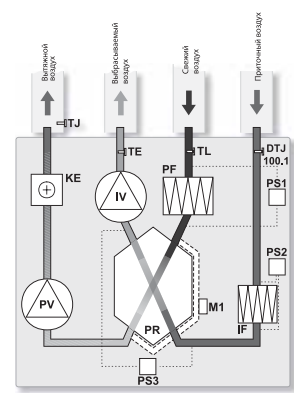 Вытяжной
воздух
Выбрасываемый
воздух
Свежий
воздух
Приточный воздух
TJ
TE
TL
DTJ
100.1
KE
IV
PF
PS1
PS2
PV
M1
PR
IF
PS3